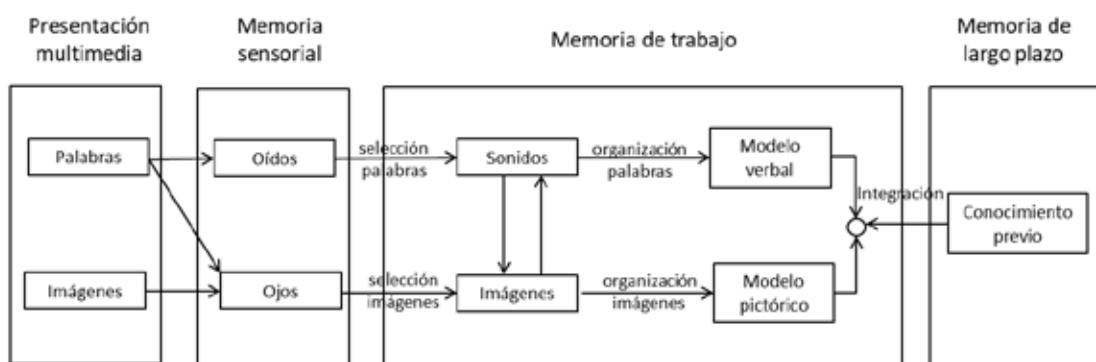 Presentación
multimedia
Memoria
sensorial
Memoria de trabajo
Memoria de
largo plazo
Palabras
Oídos
selección
palabras
Sonidos
organización
palabras
Modelo
verbal
Integración
Conocimiento
previo
Imágenes
Ojos
selección
imágenes
Imágenes
organización
imágenes
Modelo
pictórico